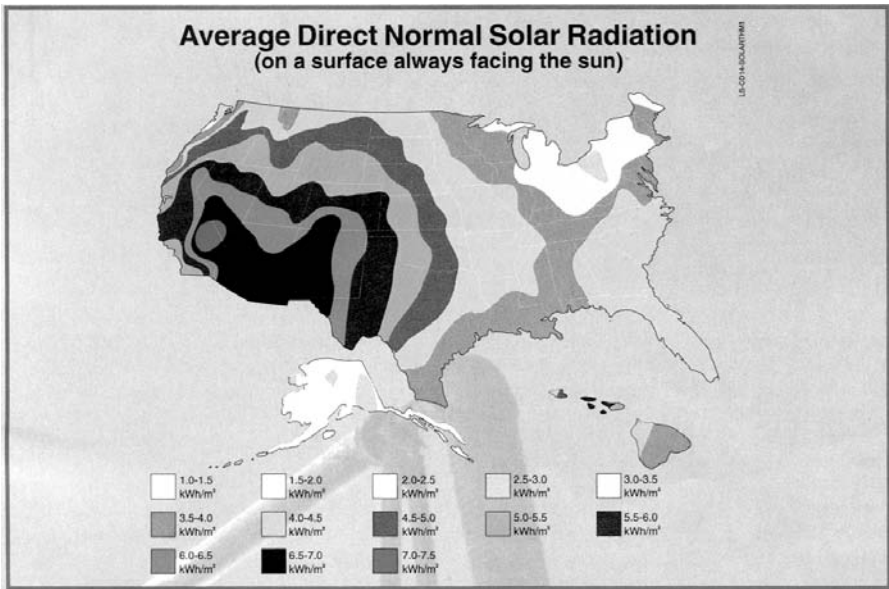 Average Direct Normal Solar Radiation
(on a surface always facing the sun)
LS-C014-SOLARTHM3
1.0-1.5
kWh/m²
1.5-2.0
kWh/m²
2.0-2.5
kWh/m²
2.5-3.0
kWh/m²
3.0-3.5
kWh/m²
3.5-4.0
kWh/m²
4.0-4.5
kWh/m²
4.5-5.0
kWh/m²
5.0-5.5
kWh/m²
5.5-6.0
kWh/m²
6.0-6.5
kWh/m²
6.5-7.0
kWh/m²
7.0-7.5
kWh/m²